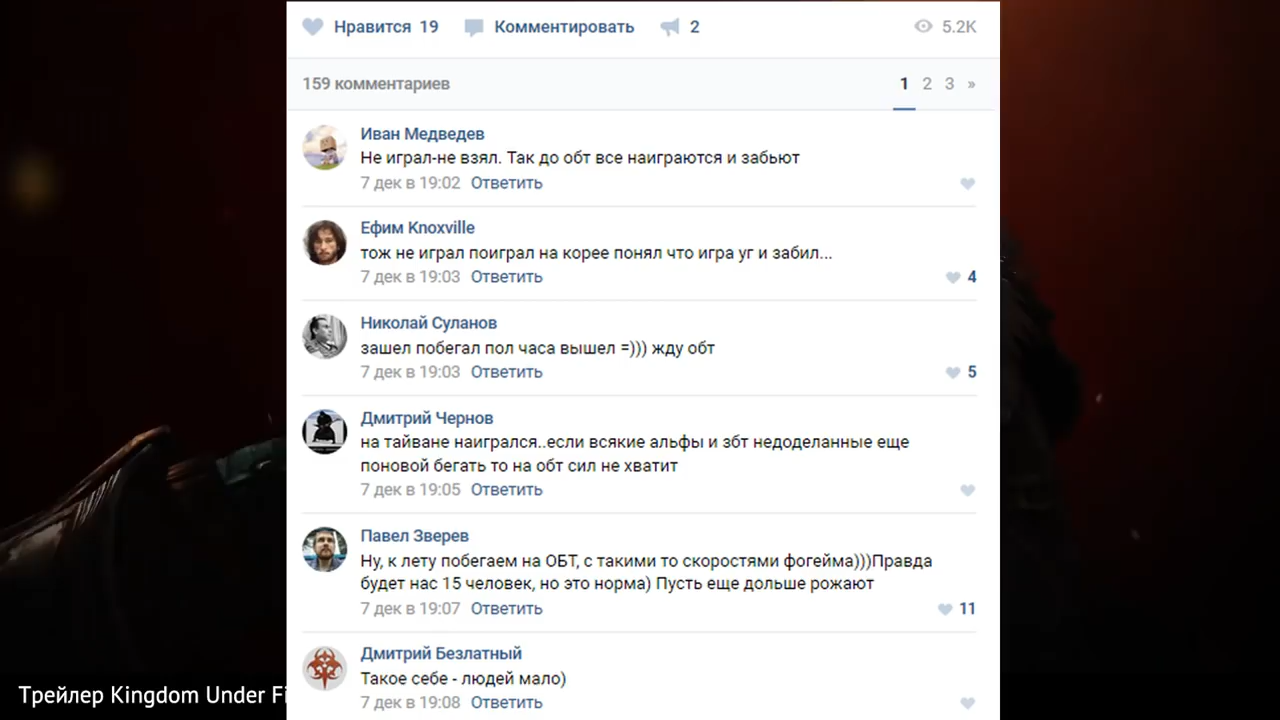 Нравится 19 Комментировать 2 5.2K
159 комментариев 1 2 3 »
Иван Медведев
Не играл-не взял. Так до обт все наиграются и забьют
7 дек в 19:02 Ответить
Ефим Knoxville
тож не играл поиграл на корее понял что игра уг и забил...
7 дек в 19:03 Ответить 4
Николай Суланов
зашел побегал пол часа вышел =))) жду обт
7 дек в 19:03 Ответить 5
Дмитрий Чернов
на тайване наигрался..если всякие альфы и збт недоделанные еще
поновой бегать то на обт сил не хватит
7 дек в 19:05 Ответить
Павел Зверев
Ну, к лету побегаем на ОБТ, с такими то скоростями фогейма)))Правда
будет нас 15 человек, но это норма) Пусть еще дольше рожают
7 дек в 19:07 Ответить 11
Дмитрий Безлатный
Такое себе - людей мало)
7 дек в 19:08 Ответить
Трейлер Kingdom Under Fi